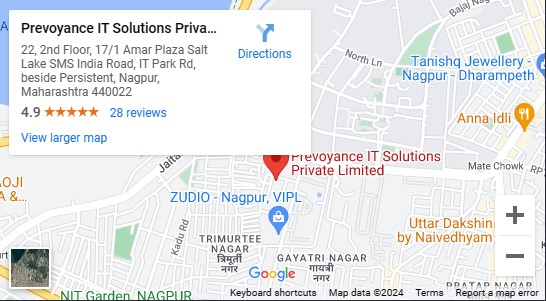 Prevoyance IT Solutions Priva...
22, 2nd Floor, 17/1 Amar Plaza Salt
Lake SMS India Road, IT Park Rd,
beside Persistent, Nagpur,
Maharashtra 440022
4.9 ★★★★★ 28 reviews
View larger map
Directions
North Ln
Bajaj Nag
Tanishq Jewellery -
Nagpur - Dharampeth
Anna Idli
Jaita
Prevoyance IT Solutions
Private Limited
Mate Chowk
AOJI
A &...
ZUDIO - Nagpur, VIPL
Kadu Rd
TRIMURTEE
NAGAR
त्रिमूर्ती
नगर
GAYATRI NAGAR
गायत्री
नगर
Uttar Dakshin
by Naivedhyam
PRATAP NAGAR
NIT Garden, NAGPUR
Google
+
−
Keyboard shortcuts
Map data ©2024
Terms
Report a map error